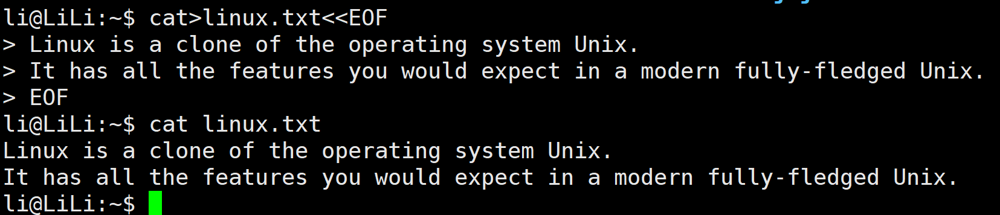 li@LiLi:~$ cat>linux.txt<<EOF
> Linux is a clone of the operating system Unix.
> It has all the features you would expect in a modern fully-fledged Unix.
> EOF
li@LiLi:~$ cat linux.txt
Linux is a clone of the operating system Unix.
It has all the features you would expect in a modern fully-fledged Unix.
li@LiLi:~$